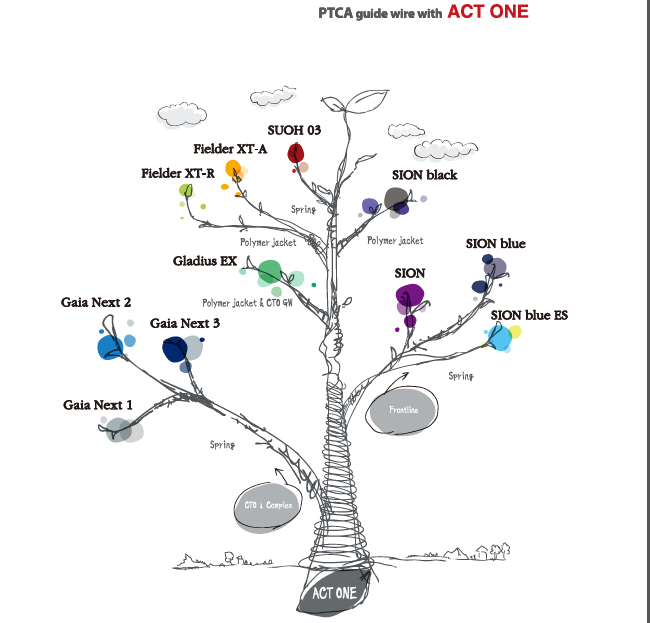 PTCA guide wire with ACT ONE
SUOH 03
Fielder XT-A
Fielder XT-R
SION black
Spring
Polymer jacket
Polymer jacket
SION blue
Gladius EX
SION
Polymer jacket & CTO GW
Gaia Next 2
SION blue ES
Gaia Next 3
Spring
Gaia Next 1
Frontline
Spring
CTO & Complex
ACT ONE